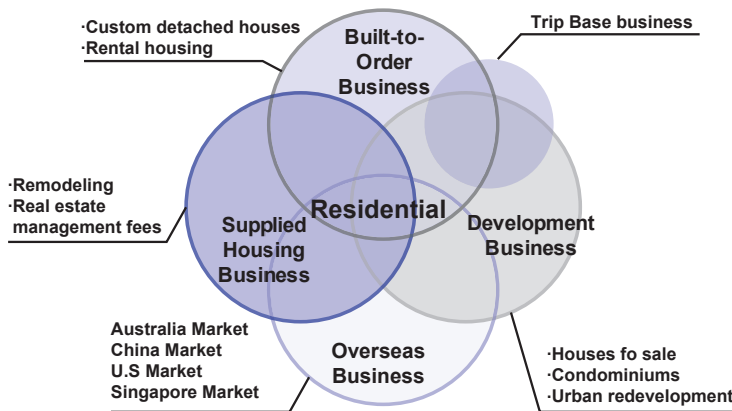 ·Custom detached houses
·Rental housing
Built-to-
Order
Business
Trip Base business
·Remodeling
·Real estate
management fees
Supplied
Housing
Business
Residential
Development
Business
Australia Market
China Market
U.S Market
Singapore Market
Overseas
Business
·Houses fo sale
·Condominiums
·Urban redevelopment